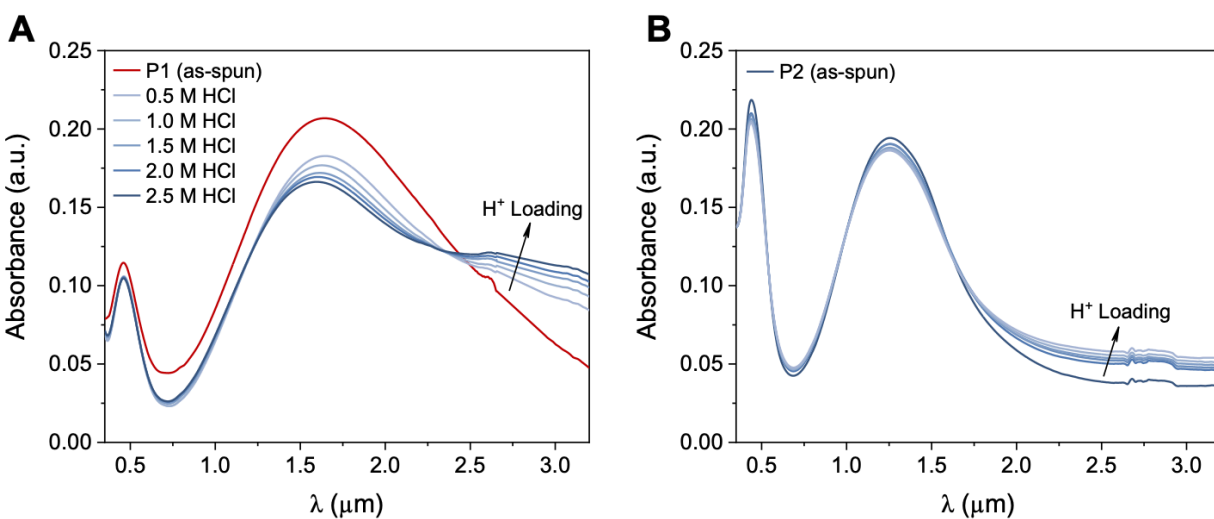 A
Absorbance (a.u.)
0.25
0.20
0.15
0.10
0.05
0.00
P1 (as-spun)
0.5 M HCl
1.0 M HCl
1.5 M HCl
2.0 M HCl
2.5 M HCl
H⁺ Loading
0.5 1.0 1.5 2.0 2.5 3.0
λ (μm)
B
Absorbance (a.u.)
0.25
0.20
0.15
0.10
0.05
0.00
P2 (as-spun)
H⁺ Loading
0.5 1.0 1.5 2.0 2.5 3.0
λ (μm)